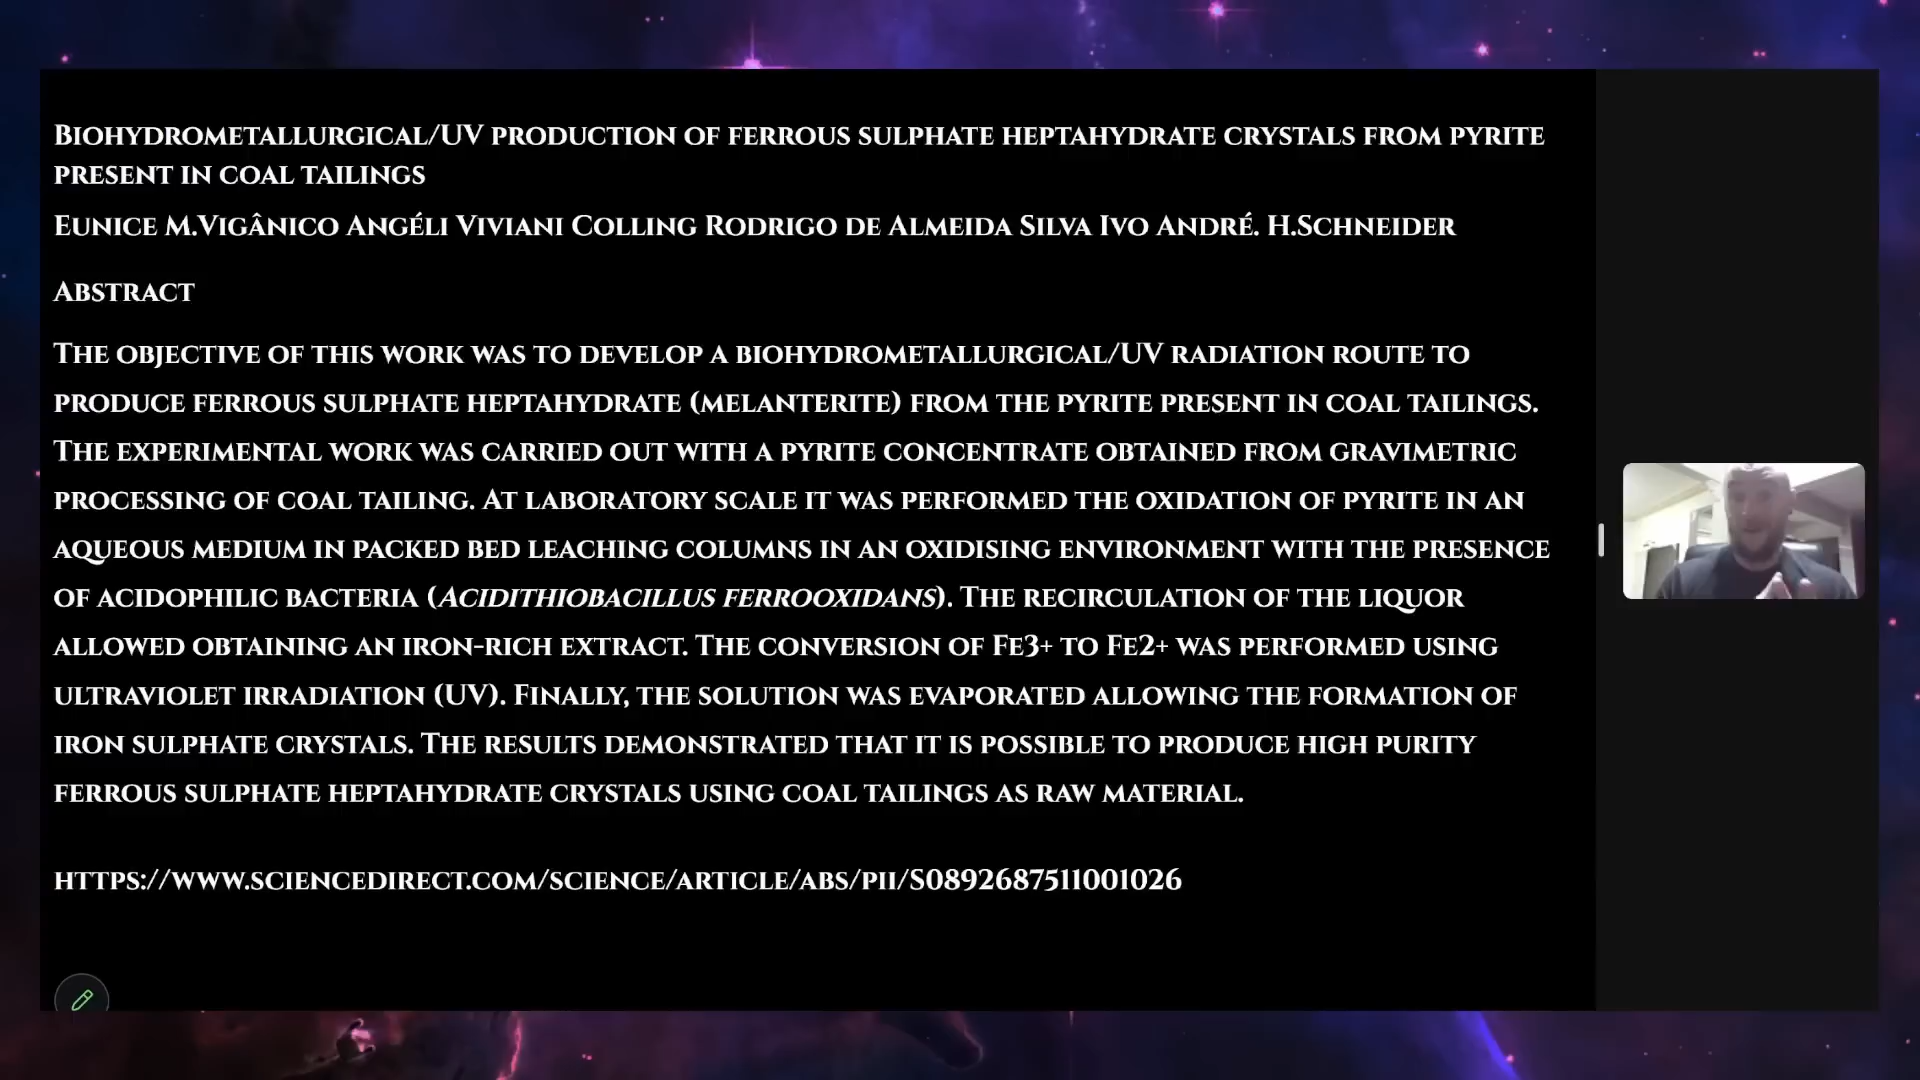 Biohydrometallurgical/UV production of ferrous sulphate heptahydrate crystals from pyrite
present in coal tailings
Eunice M.Vigânico Angéli Viviani Colling Rodrigo de Almeida Silva Ivo André. H.Schneider
Abstract
The objective of this work was to develop a biohydrometallurgical/UV radiation route to
produce ferrous sulphate heptahydrate (melanterite) from the pyrite present in coal tailings.
The experimental work was carried out with a pyrite concentrate obtained from gravimetric
processing of coal tailing. At laboratory scale it was performed the oxidation of pyrite in an
aqueous medium in packed bed leaching columns in an oxidising environment with the presence
of acidophilic bacteria (Acidithiobacillus ferrooxidans). The recirculation of the liquor
allowed obtaining an iron-rich extract. The conversion of Fe3+ to Fe2+ was performed using
ultraviolet irradiation (UV). Finally, the solution was evaporated allowing the formation of
iron sulphate crystals. The results demonstrated that it is possible to produce high purity
ferrous sulphate heptahydrate crystals using coal tailings as raw material.
https://www.sciencedirect.com/science/article/abs/pii/S0892687511001026